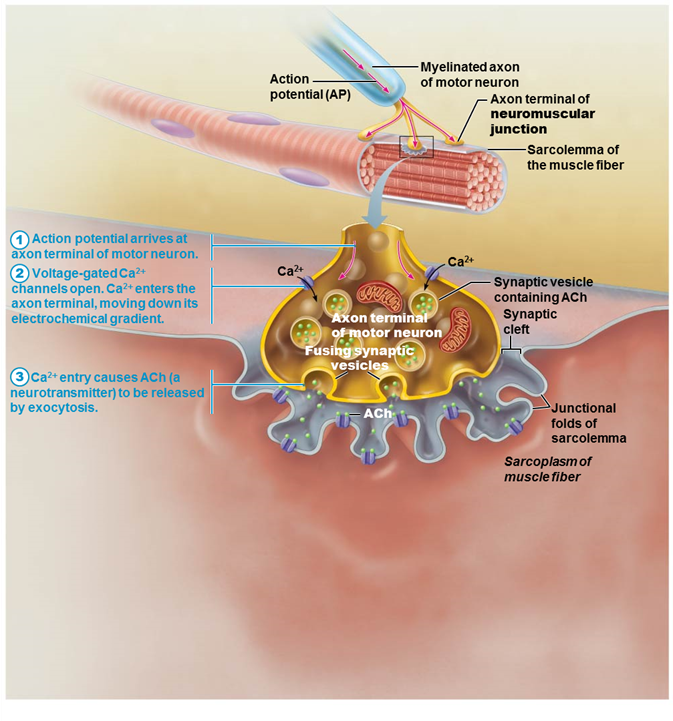 Myelinated axon
of motor neuron
Action
potential (AP)
Axon terminal of
neuromuscular
junction
Sarcolemma of
the muscle fiber
1 Action potential arrives at
axon terminal of motor neuron.
2 Voltage-gated Ca²⁺
channels open. Ca²⁺ enters the
axon terminal, moving down its
electrochemical gradient.
Ca²⁺
Ca²⁺
Synaptic vesicle
containing ACh
Axon terminal
of motor neuron
Synaptic
cleft
Fusing synaptic
vesicles
3 Ca²⁺ entry causes ACh (a
neurotransmitter) to be released
by exocytosis.
ACh
Junctional
folds of
sarcolemma
Sarcoplasm of
muscle fiber